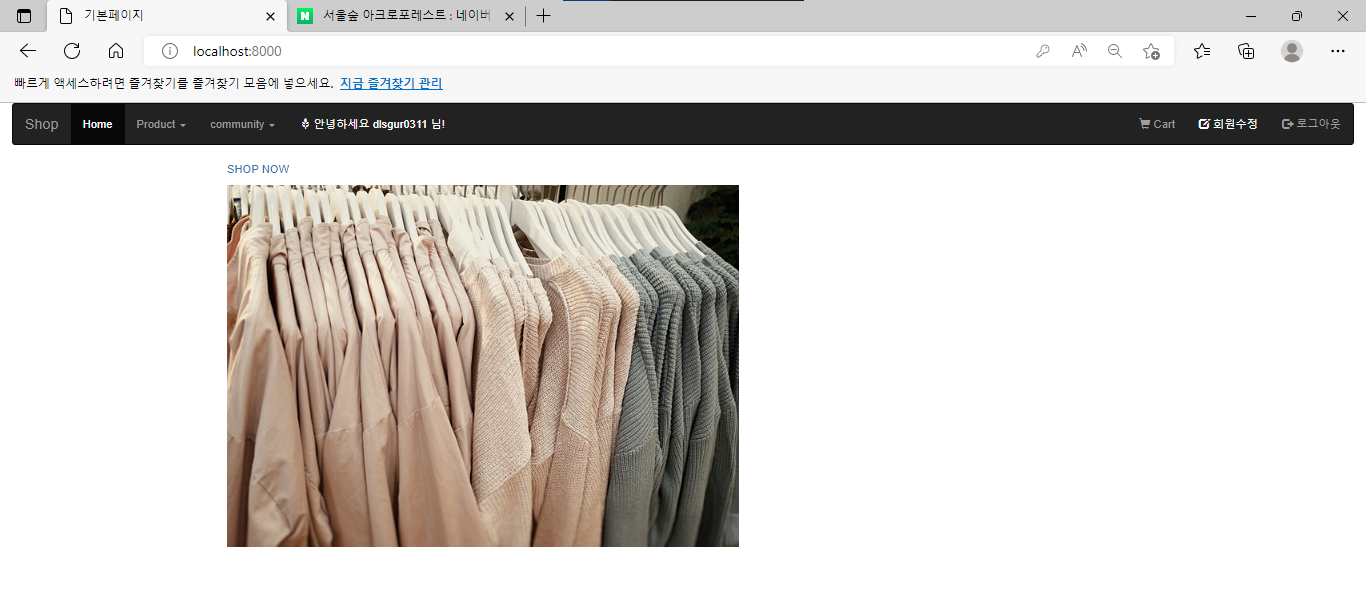 기본페이지
서울숲 아크로포레스트 : 네이버
localhost:8000
빠르게 액세스하려면 즐겨찾기를 즐겨찾기 모음에 넣으세요. 지금 즐겨찾기 관리
Shop Home Product community 안녕하세요 dlsgur0311 님! Cart 회원수정 로그아웃
SHOP NOW